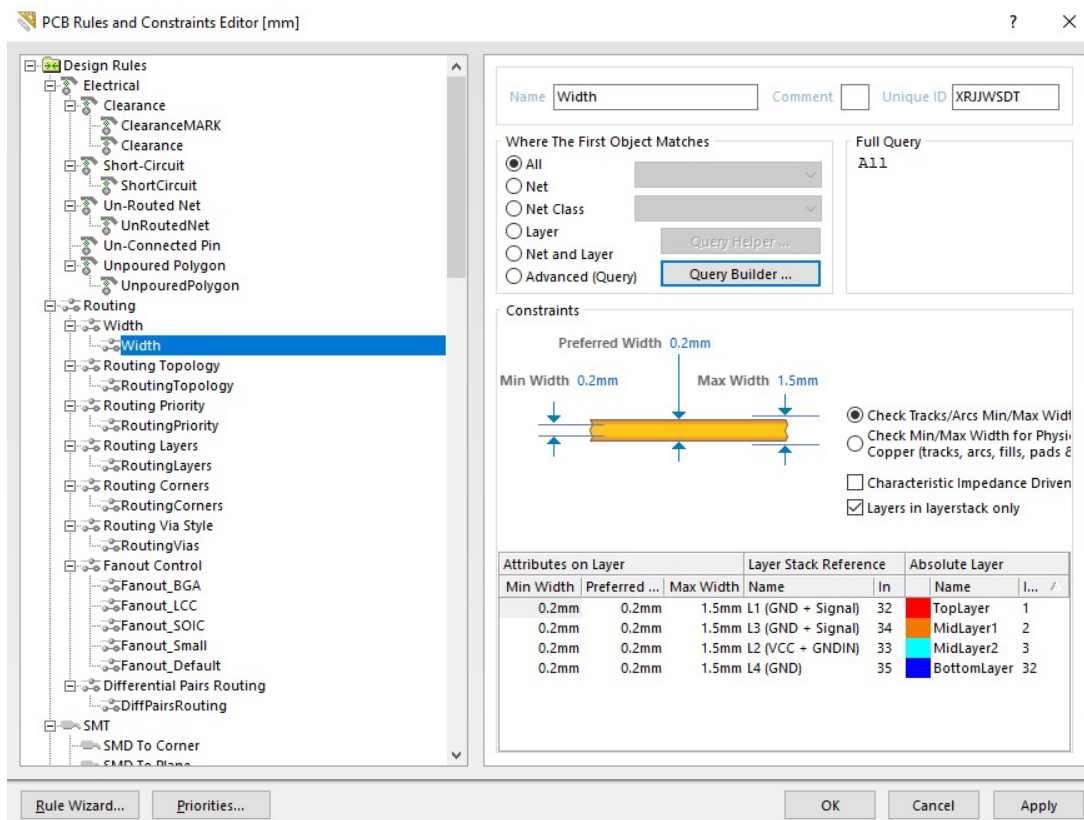 PCB Rules and Constraints Editor [mm]
?
Design Rules
Electrical
Clearance
ClearanceMARK
Clearance
Short-Circuit
ShortCircuit
Un-Routed Net
UnRoutedNet
Un-Connected Pin
Unpoured Polygon
UnpouredPolygon
Routing
Width
Width
Routing Topology
RoutingTopology
Routing Priority
RoutingPriority
Routing Layers
RoutingLayers
Routing Corners
RoutingCorners
Routing Via Style
RoutingVias
Fanout Control
Fanout_BGA
Fanout_LCC
Fanout_SOIC
Fanout_Small
Fanout_Default
Differential Pairs Routing
DiffPairsRouting
SMT
SMD To Corner
SMD To Plane
Name Width Comment Unique ID XRJJWSDT
Where The First Object Matches
All
Net
Net Class
Layer
Net and Layer
Advanced (Query)
Query Helper ...
Query Builder ...
Full Query
All
Constraints
Preferred Width 0.2mm
Min Width 0.2mm Max Width 1.5mm
Check Tracks/Arcs Min/Max Widt
Check Min/Max Width for Physi
Copper (tracks, arcs, fills, pads &
Characteristic Impedance Driven
Layers in layerstack only
Attributes on Layer Layer Stack Reference Absolute Layer
Min Width Preferred ... Max Width Name In Name I...
0.2mm 0.2mm 1.5mm L1 (GND + Signal) 32 TopLayer 1
0.2mm 0.2mm 1.5mm L3 (GND + Signal) 34 MidLayer1 2
0.2mm 0.2mm 1.5mm L2 (VCC + GNDIN) 33 MidLayer2 3
0.2mm 0.2mm 1.5mm L4 (GND) 35 BottomLayer 32
Rule Wizard... Priorities... OK Cancel Apply